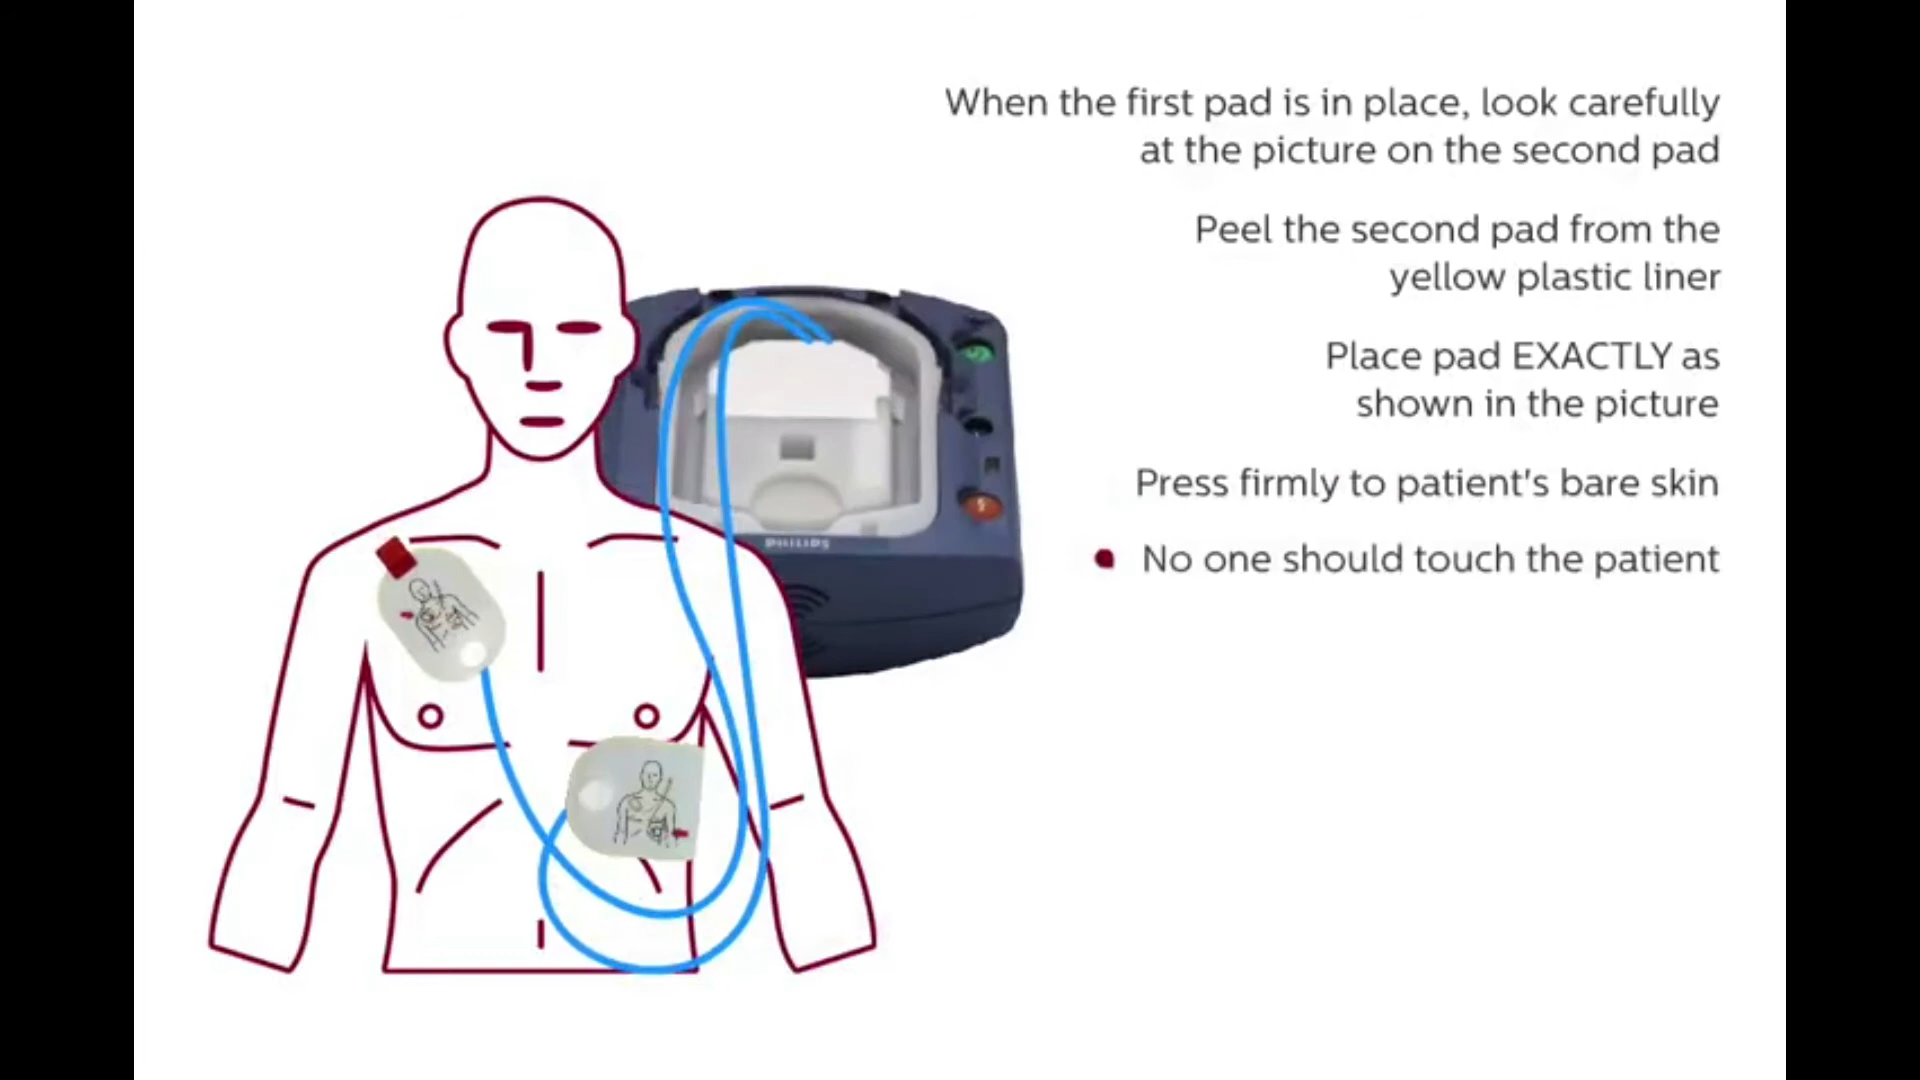 When the first pad is in place, look carefully
at the picture on the second pad
Peel the second pad from the
yellow plastic liner
Place pad EXACTLY as
shown in the picture
Press firmly to patient's bare skin
• No one should touch the patient
PHILIPS